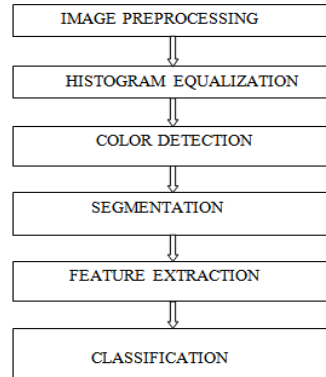 IMAGE PREPROCESSING
HISTOGRAM EQUALIZATION
COLOR DETECTION
SEGMENTATION
FEATURE EXTRACTION
CLASSIFICATION